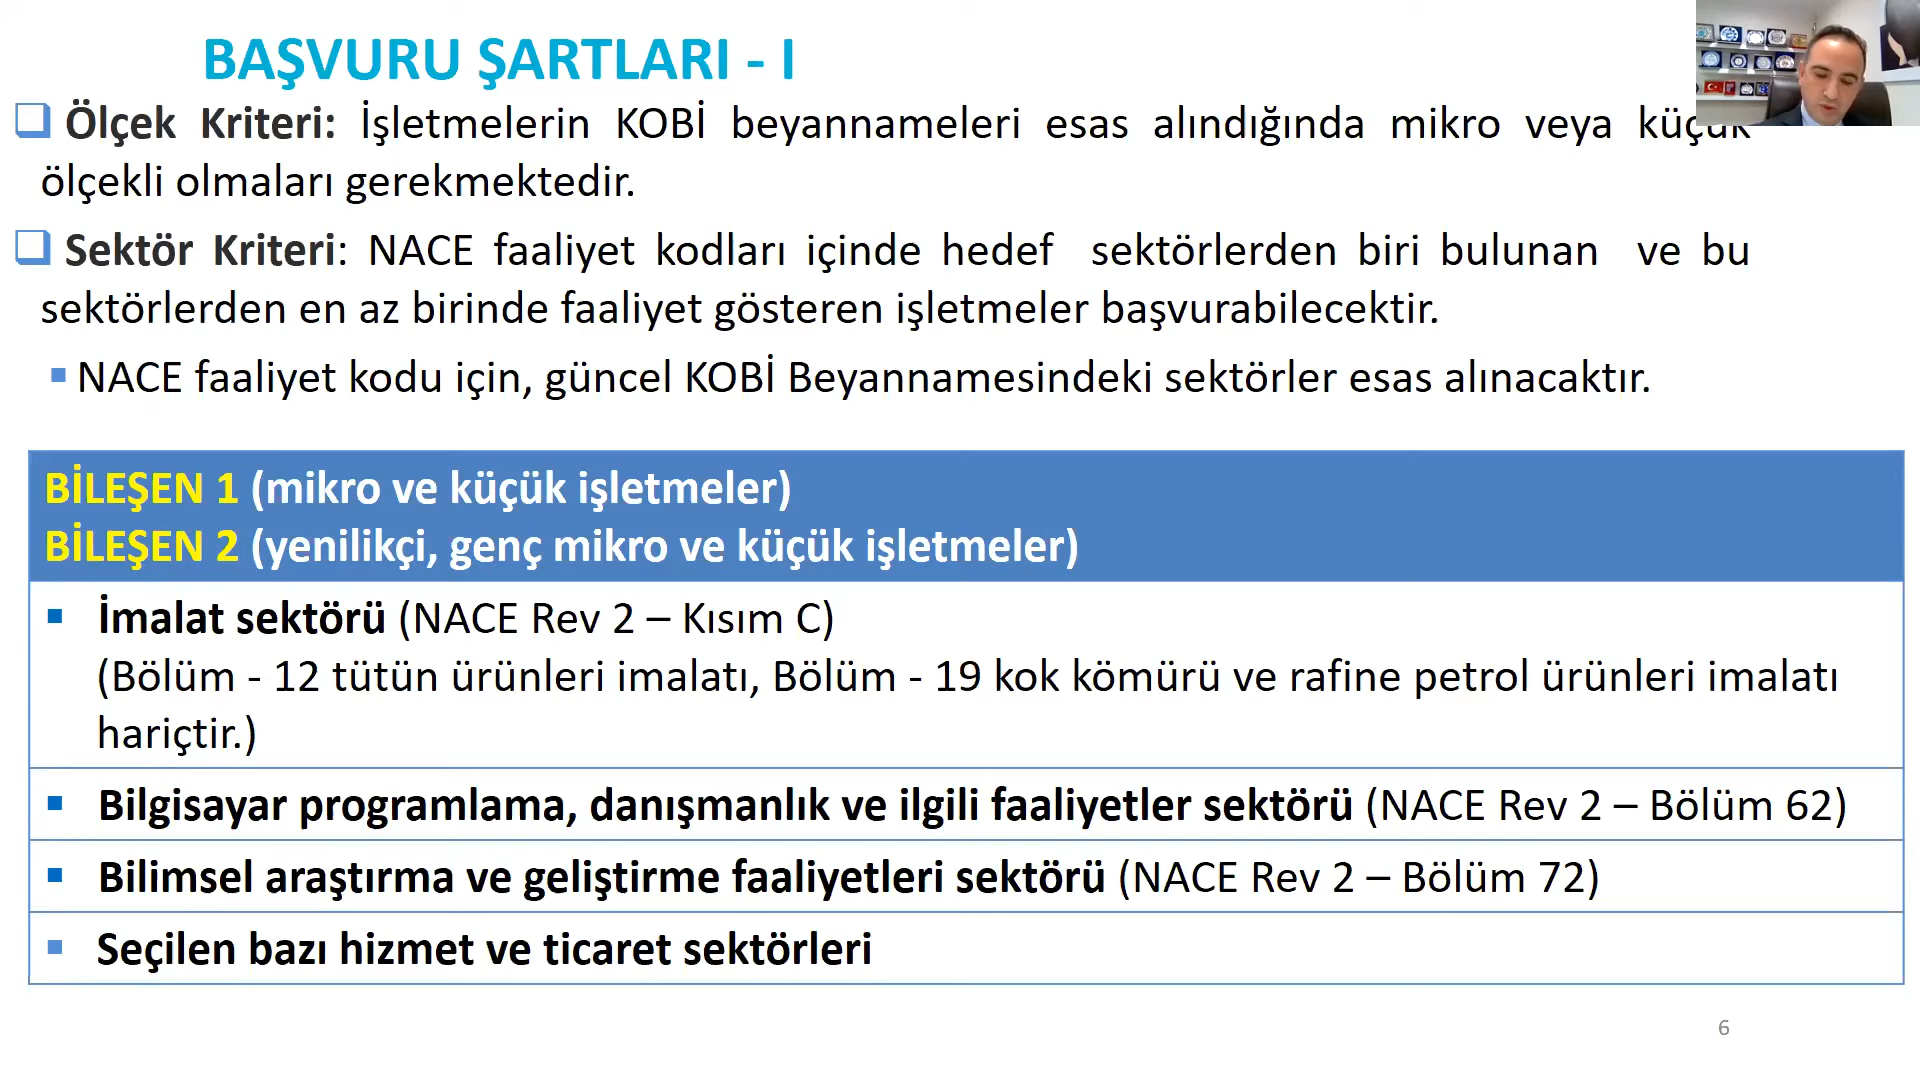 BAŞVURU ŞARTLARI - I
Ölçek Kriteri: İşletmelerin KOBİ beyannameleri esas alındığında mikro veya küçük
ölçekli olmaları gerekmektedir.
Sektör Kriteri: NACE faaliyet kodları içinde hedef sektörlerden biri bulunan ve bu
sektörlerden en az birinde faaliyet gösteren işletmeler başvurabilecektir.
NACE faaliyet kodu için, güncel KOBİ Beyannamesindeki sektörler esas alınacaktır.
BİLEŞEN 1 (mikro ve küçük işletmeler)
BİLEŞEN 2 (yenilikçi, genç mikro ve küçük işletmeler)
İmalat sektörü (NACE Rev 2 – Kısım C)
(Bölüm - 12 tütün ürünleri imalatı, Bölüm - 19 kok kömürü ve rafine petrol ürünleri imalatı
hariçtir.)
Bilgisayar programlama, danışmanlık ve ilgili faaliyetler sektörü (NACE Rev 2 – Bölüm 62)
Bilimsel araştırma ve geliştirme faaliyetleri sektörü (NACE Rev 2 – Bölüm 72)
Seçilen bazı hizmet ve ticaret sektörleri
6